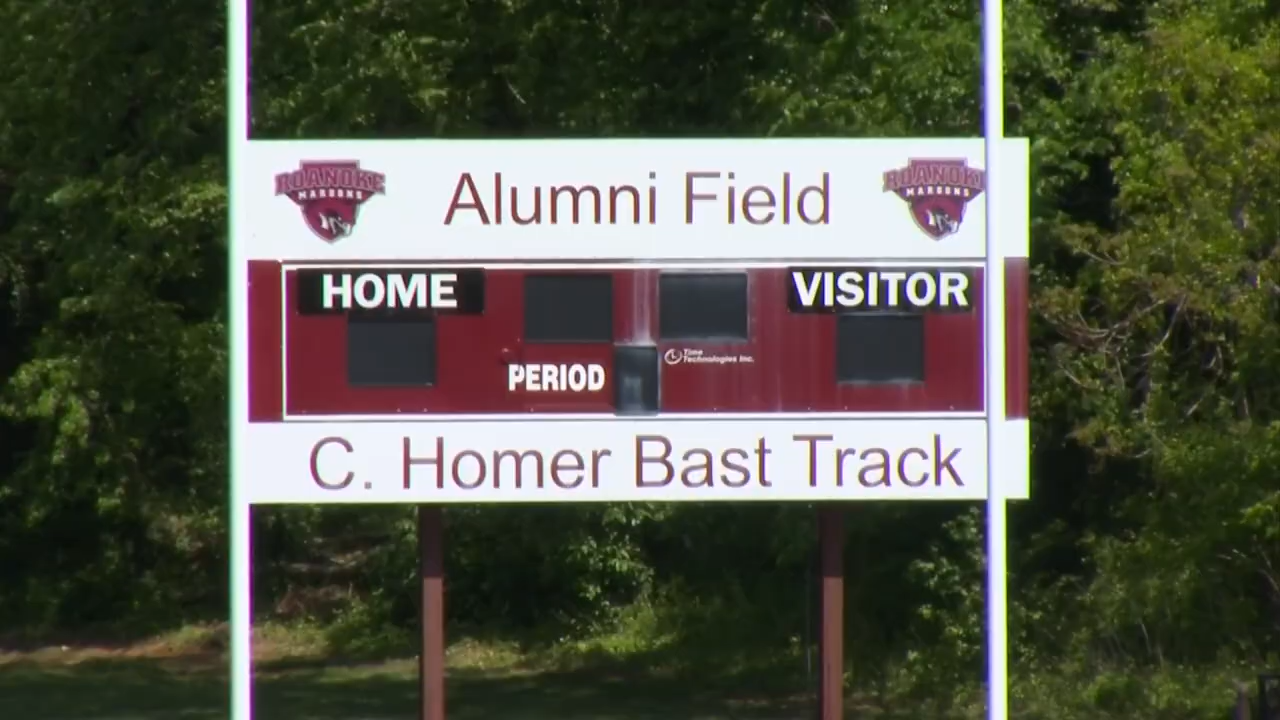 ROANOKE
MAROONS
Alumni Field
ROANOKE
MAROONS
HOME
VISITOR
PERIOD
Time
Technologies Inc.
C. Homer Bast Track